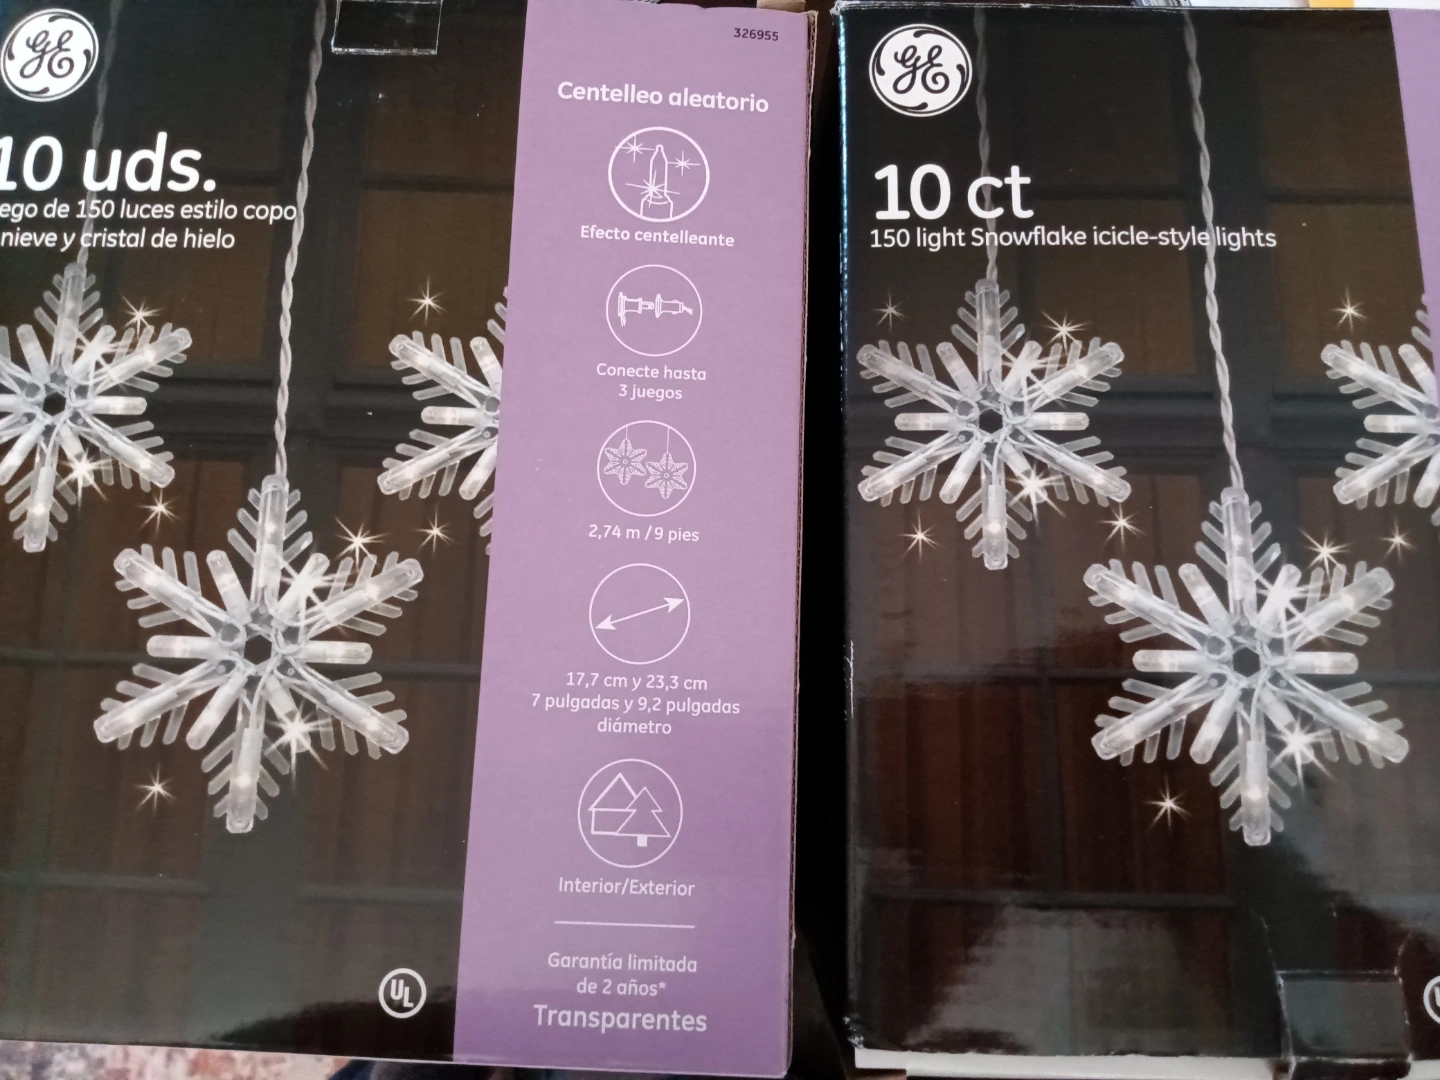 GE
10 uds.
ego de 150 luces estilo copo
nieve y cristal de hielo
UL
326955
Centelleo aleatorio
Efecto centelleante
Conecte hasta
3 juegos
2,74 m / 9 pies
17,7 cm y 23,3 cm
7 pulgadas y 9,2 pulgadas
diámetro
Interior/Exterior
Garantía limitada
de 2 años*
Transparentes
GE
10 ct
150 light Snowflake icicle-style lights